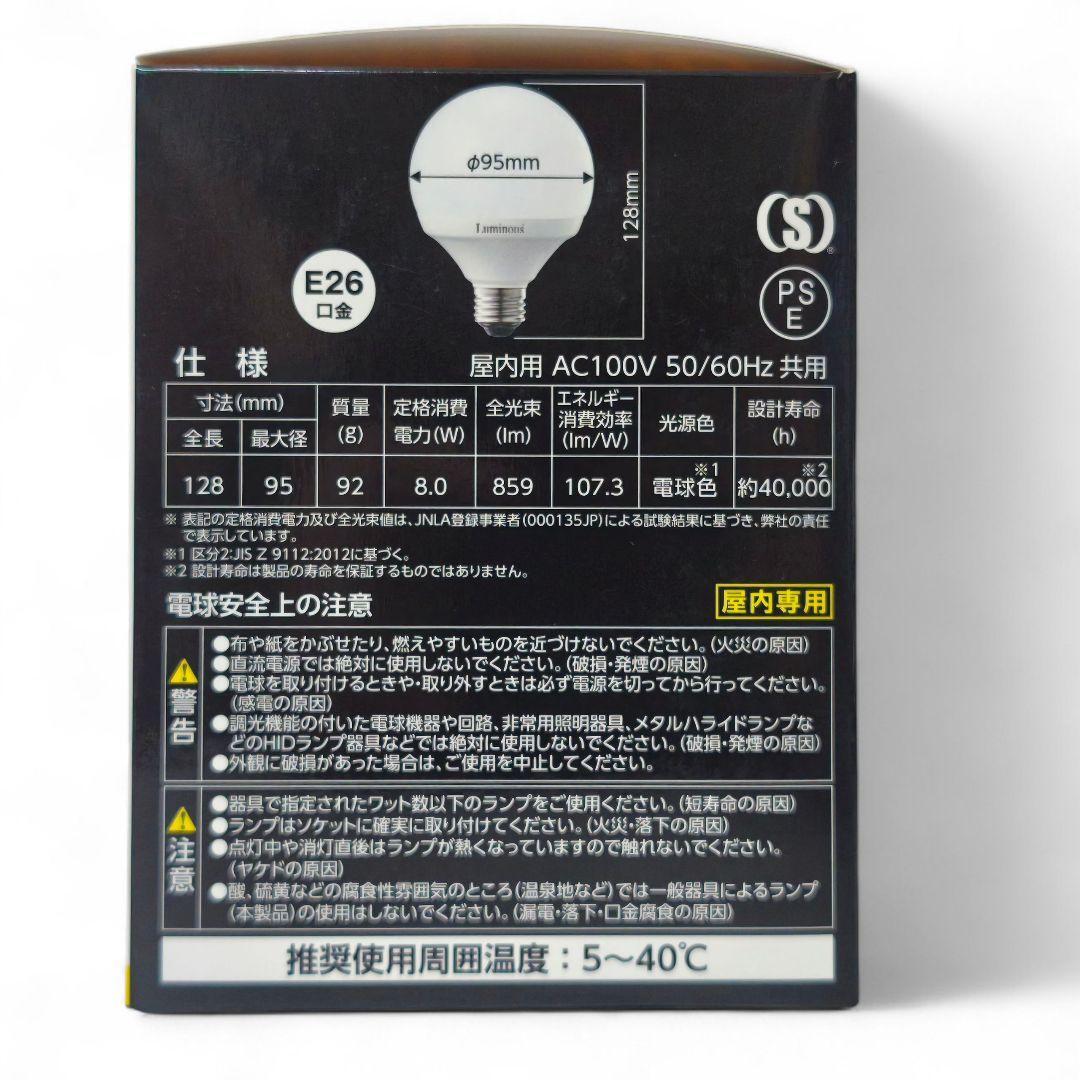 φ95mm
128mm
Luminous
E26
口金
(S)®
PS
E
仕 様
屋内用 AC100V 50/60Hz 共用
寸法(mm)
全長
最大径
質量
(g)
定格消費
電力(W)
全光束
(lm)
エネルギー
消費効率
(lm/W)
光源色
設計寿命
(h)
128
95
92
8.0
859
107.3
電球色※1
約40,000※2
※ 表記の定格消費電力及び全光束値は、JNLA登録事業者(000135JP)による試験結果に基づき、弊社の責任
で表示しています。
※1 区分2:JIS Z 9112:2012に基づく。
※2 設計寿命は製品の寿命を保証するものではありません。
電球安全上の注意
屋内専用
警告
●布や紙をかぶせたり、燃えやすいものを近づけないでください。(火災の原因)
●直流電源では絶対に使用しないでください。(破損・発煙の原因)
●電球を取り付けるときや・取り外すときは必ず電源を切ってから行ってください。
(感電の原因)
●調光機能の付いた電球機器や回路、非常用照明器具、メタルハライドランプな
どのHIDランプ器具などでは絶対に使用しないでください。(破損・発煙の原因)
●外観に破損があった場合は、ご使用を中止してください。
注意
●器具で指定されたワット数以下のランプをご使用ください。(短寿命の原因)
●ランプはソケットに確実に取り付けてください。(火災・落下の原因)
●点灯中や消灯直後はランプが熱くなっていますので触れないでください。
(ヤケドの原因)
●酸、硫黄などの腐食性雰囲気のところ(温泉地など)では一般器具によるランプ
(本製品)の使用はしないでください。(漏電・落下・口金腐食の原因)
推奨使用周囲温度：5～40℃